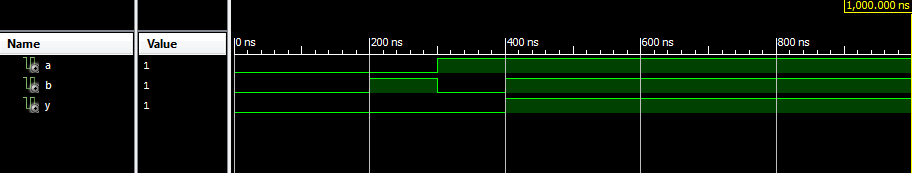 1,000.000 ns
Name Value 0 ns 200 ns 400 ns 600 ns 800 ns
a 1
b 1
y 1